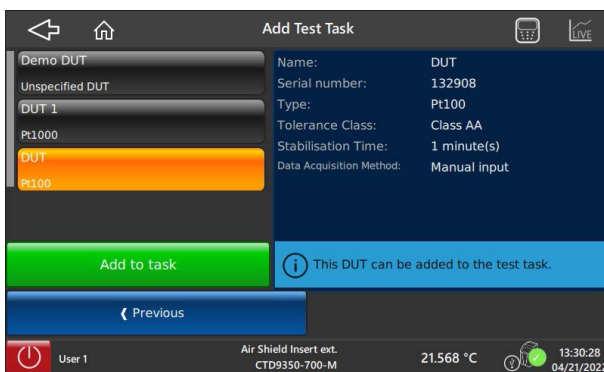 Add Test Task
LIVE
Demo DUT
Unspecified DUT
DUT 1
Pt1000
DUT
Pt100
Name: DUT
Serial number: 132908
Type: Pt100
Tolerance Class: Class AA
Stabilisation Time: 1 minute(s)
Data Acquisition Method: Manual input
Add to task
This DUT can be added to the test task.
Previous
User 1
Air Shield Insert ext.
CTD9350-700-M
21.568 °C
13:30:28
04/21/2022